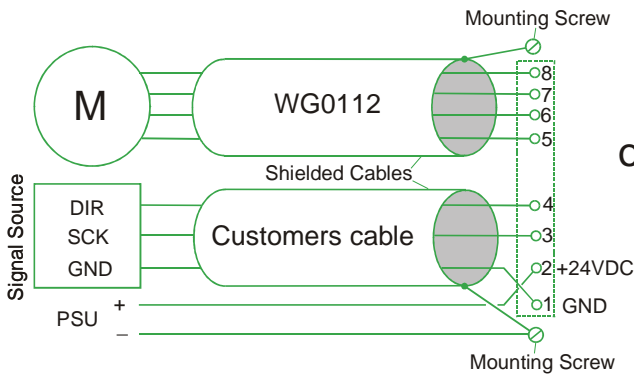 Mounting Screw
M
WG0112
8
7
6
5
Shielded Cables
Signal Source
DIR
SCK
GND
Customers cable
4
3
2 +24VDC
1 GND
PSU
+
–
Mounting Screw